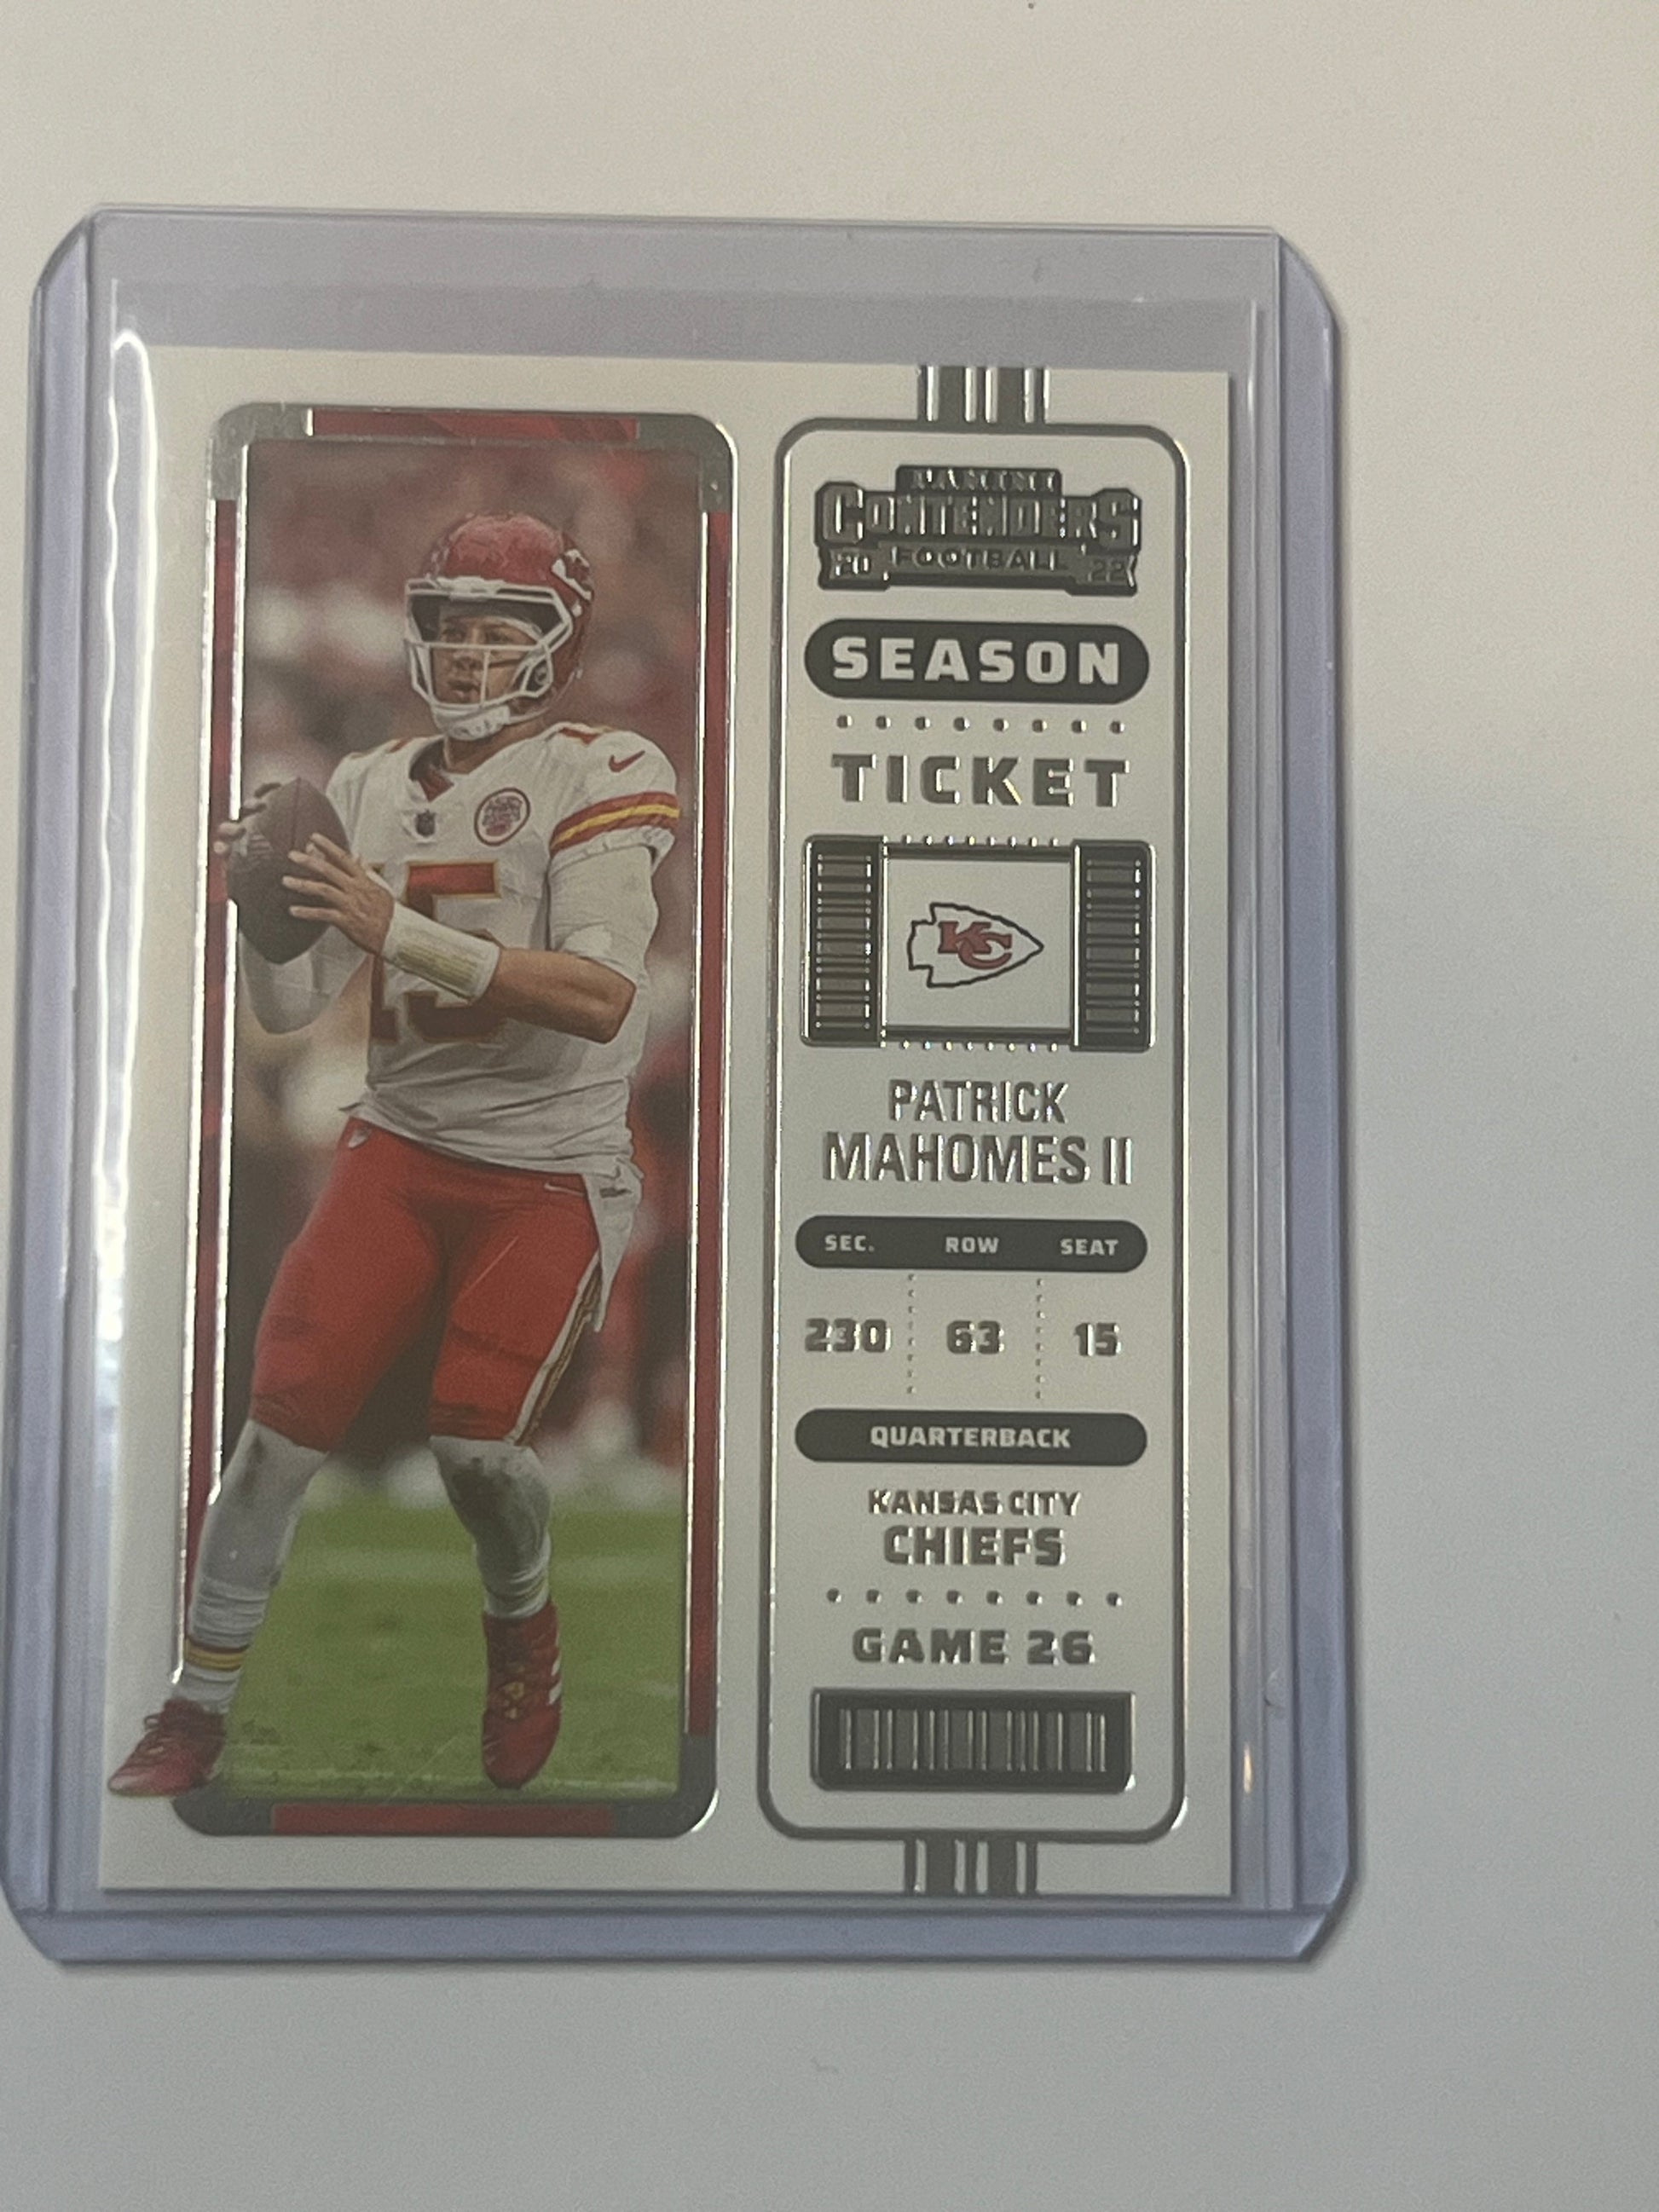 PANINI
CONTENDERS
20 FOOTBALL 22
SEASON
TICKET
KC
PATRICK
MAHOMES II
SEC. ROW SEAT
230 63 15
QUARTERBACK
KANSAS CITY
CHIEFS
GAME 26
15